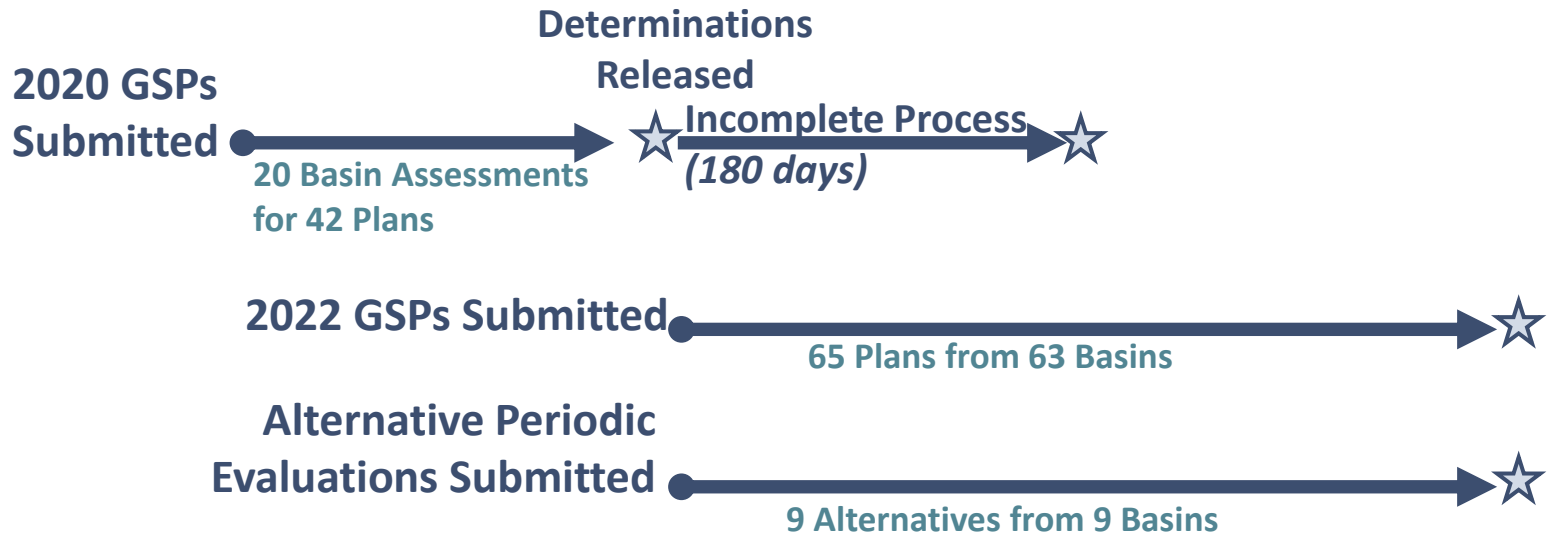 Determinations
Released
2020 GSPs
Submitted
Incomplete Process
(180 days)
20 Basin Assessments
for 42 Plans
2022 GSPs Submitted
65 Plans from 63 Basins
Alternative Periodic
Evaluations Submitted
9 Alternatives from 9 Basins